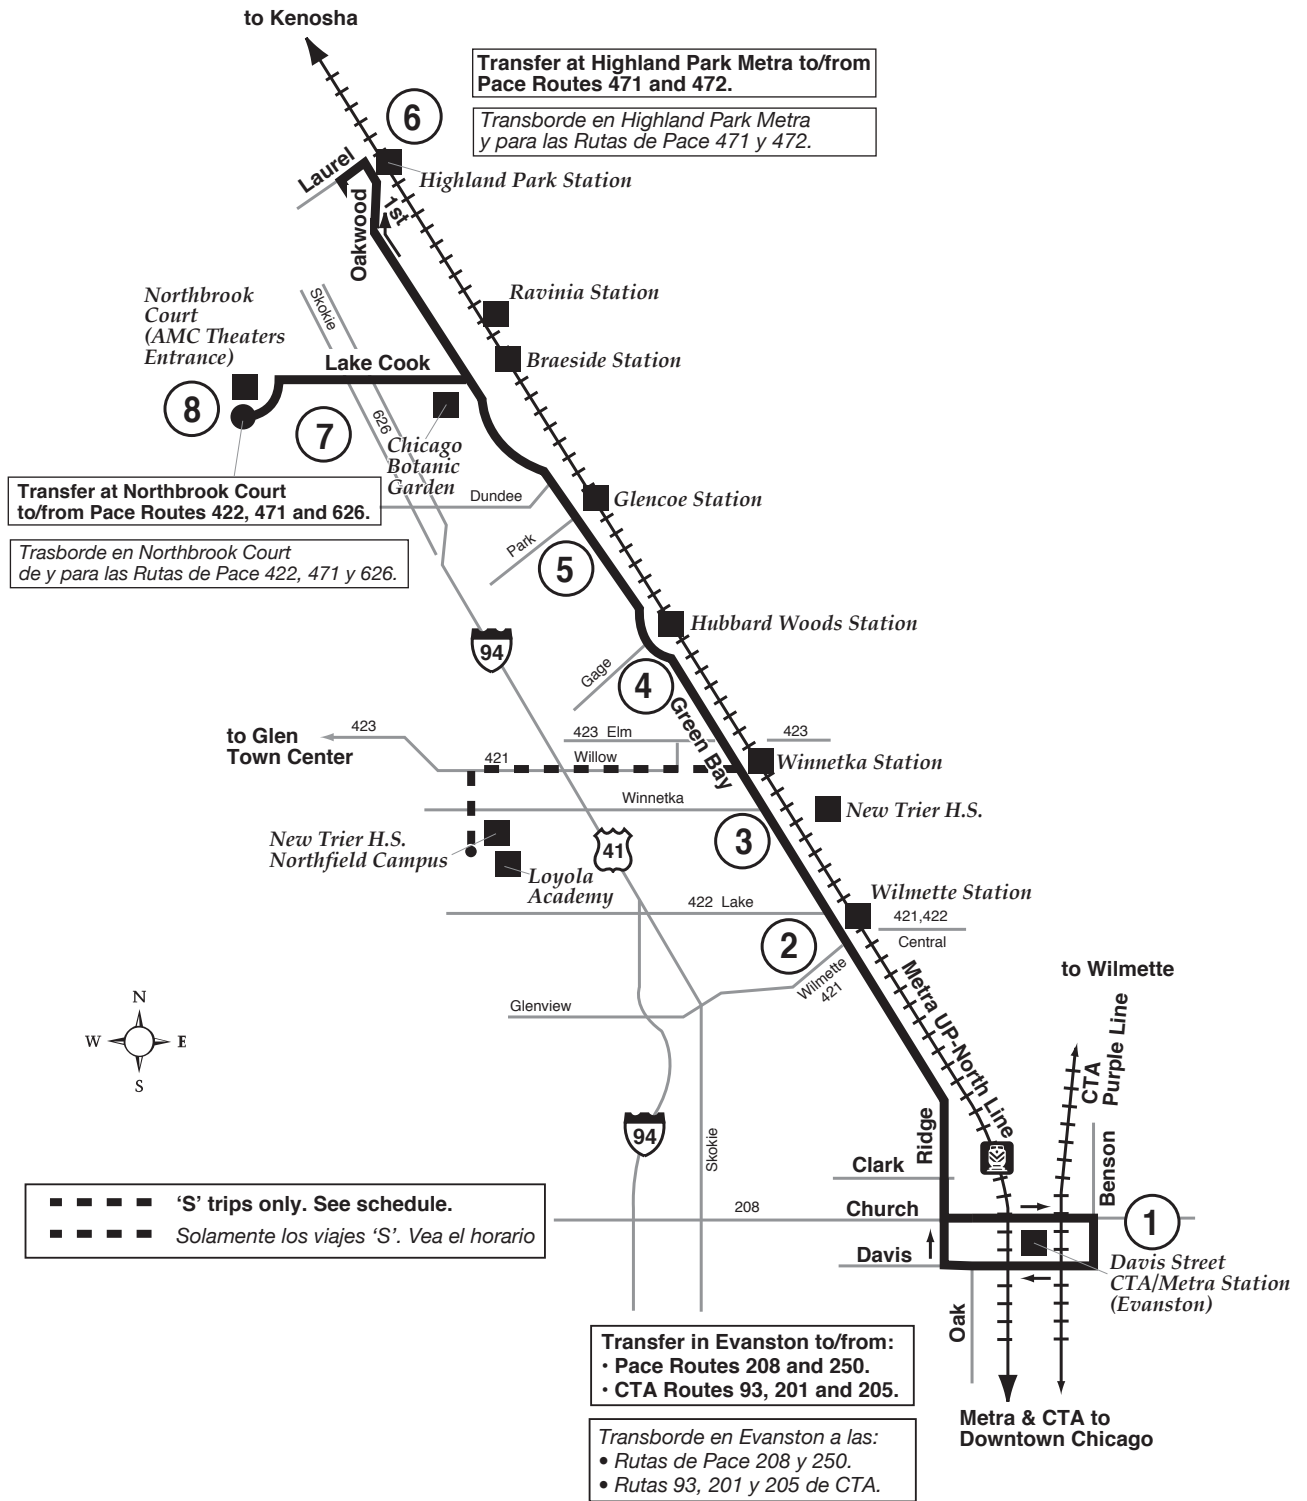 to Kenosha
Transfer at Highland Park Metra to/from
Pace Routes 471 and 472.
Transborde en Highland Park Metra
y para las Rutas de Pace 471 y 472.
6
Laurel
Highland Park Station
1st
Oakwood
Northbrook
Court
(AMC Theaters
Entrance)
Skokie
Ravinia Station
Braeside Station
Lake Cook
8
7
626
Chicago
Botanic
Garden
Transfer at Northbrook Court
to/from Pace Routes 422, 471 and 626.
Trasborde en Northbrook Court
de y para las Rutas de Pace 422, 471 y 626.
Dundee
Glencoe Station
Park
5
Hubbard Woods Station
94
Gage
4
Green Bay
to Glen
Town Center
423
423 Elm
423
421
Willow
Winnetka Station
Winnetka
New Trier H.S.
New Trier H.S.
Northfield Campus
41
3
Loyola
Academy
Wilmette Station
422 Lake
421,422
Central
2
Wilmette
421
Glenview
Metra UP-North Line
to Wilmette
CTA
Purple Line
N
W
E
S
94
Skokie
Ridge
Clark
Benson
'S' trips only. See schedule.
Solamente los viajes 'S'. Vea el horario
208
Church
1
Davis
Davis Street
CTA/Metra Station
(Evanston)
Oak
Transfer in Evanston to/from:
· Pace Routes 208 and 250.
· CTA Routes 93, 201 and 205.
Transborde en Evanston a las:
• Rutas de Pace 208 y 250.
• Rutas 93, 201 y 205 de CTA.
Metra & CTA to
Downtown Chicago